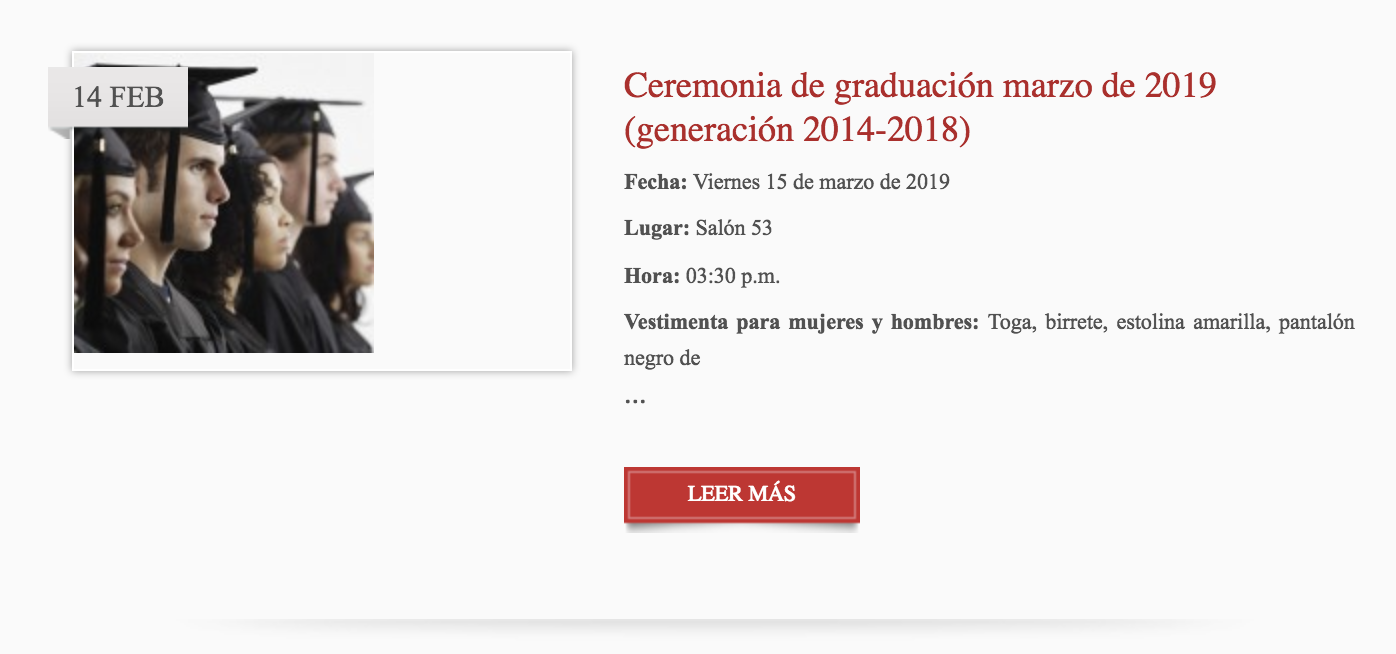 14 FEB
Ceremonia de graduación marzo de 2019
(generación 2014-2018)
Fecha: Viernes 15 de marzo de 2019
Lugar: Salón 53
Hora: 03:30 p.m.
Vestimenta para mujeres y hombres: Toga, birrete, estolina amarilla, pantalón
negro de
...
LEER MÁS